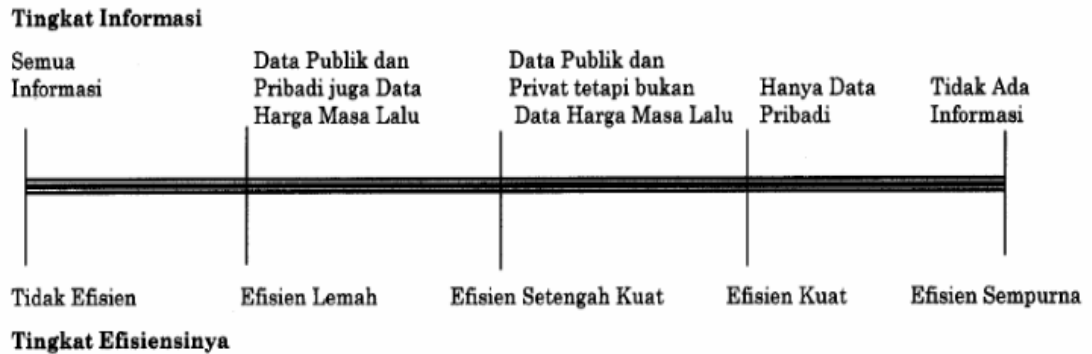 Tingkat Informasi
Semua
Informasi
Data Publik dan
Pribadi juga Data
Harga Masa Lalu
Data Publik dan
Privat tetapi bukan
Data Harga Masa Lalu
Hanya Data
Pribadi
Tidak Ada
Informasi
Tidak Efisien
Efisien Lemah
Efisien Setengah Kuat
Efisien Kuat
Efisien Sempurna
Tingkat Efisiensinya